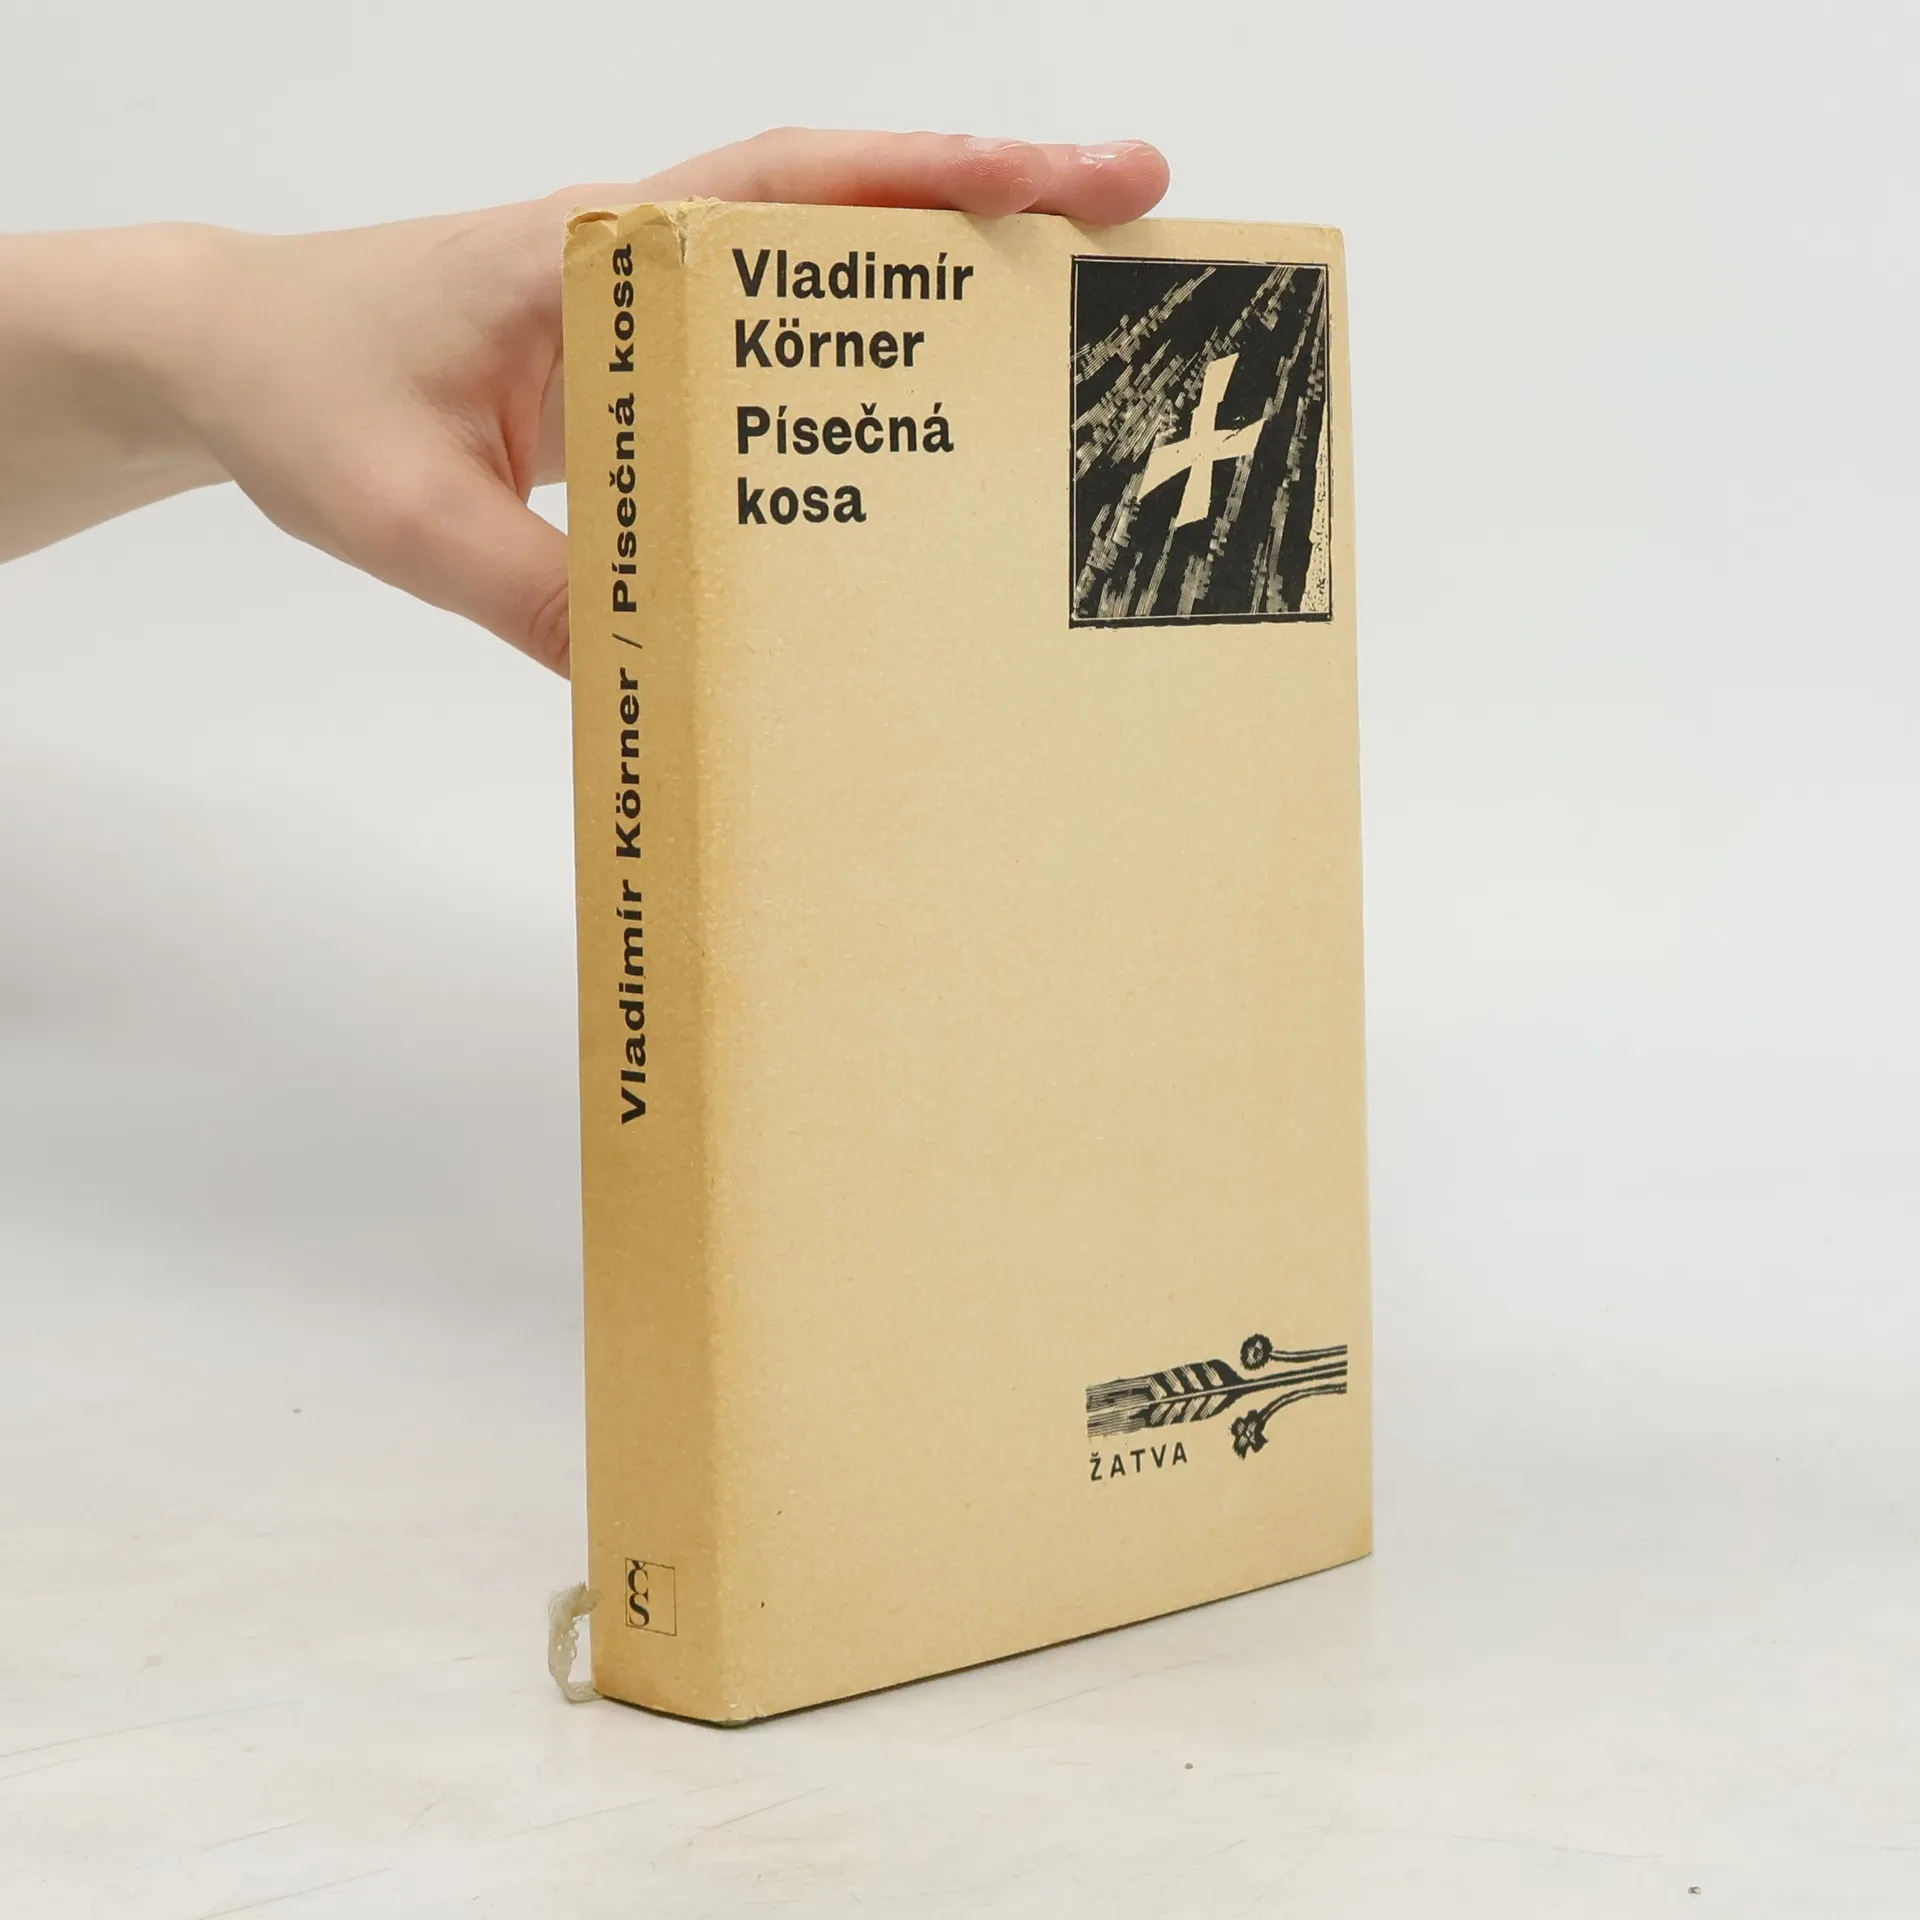 Vladimír Körner / Písečná kosa
Vladimír
Körner
Písečná
kosa
ŽATVA
ČS